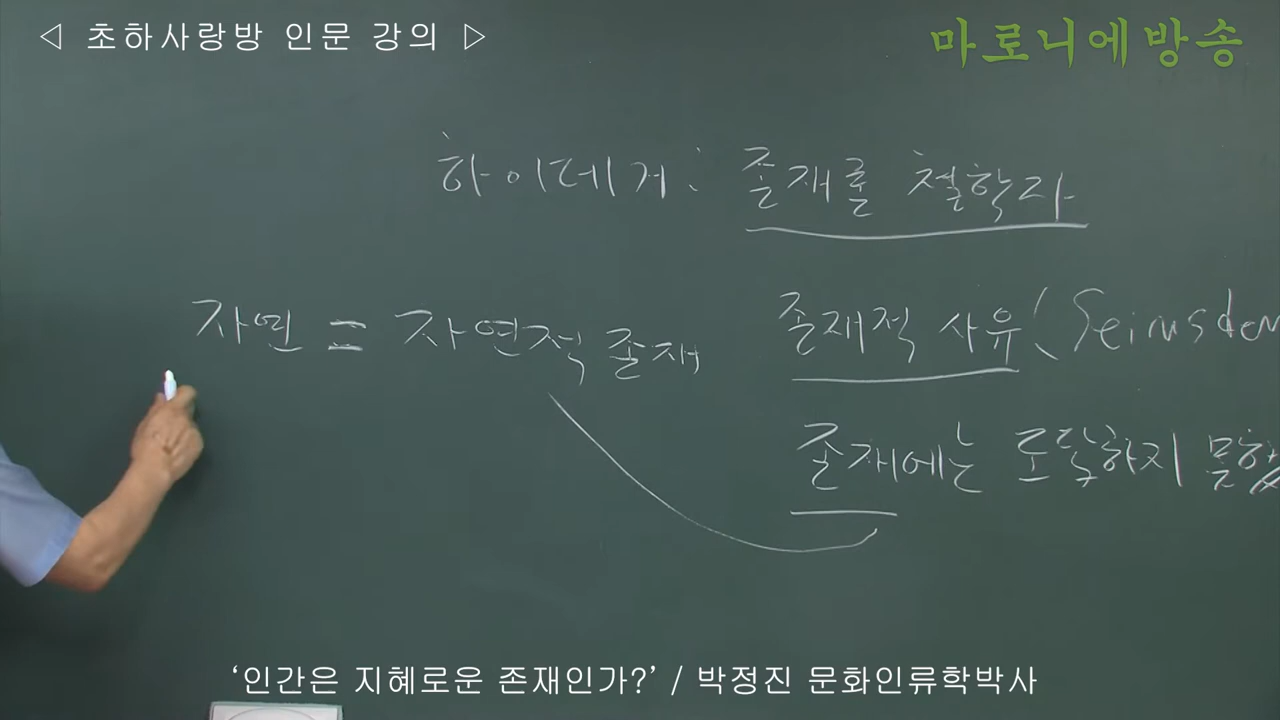 ◁ 초하사랑방 인문 강의 ▷
마로니에방송
하이데거: 존재론 철학자
자연 = 자연적 존재
존재적 사유(Seinsden
존재에는 도달하지 못했
‘인간은 지혜로운 존재인가?’ / 박정진 문화인류학박사